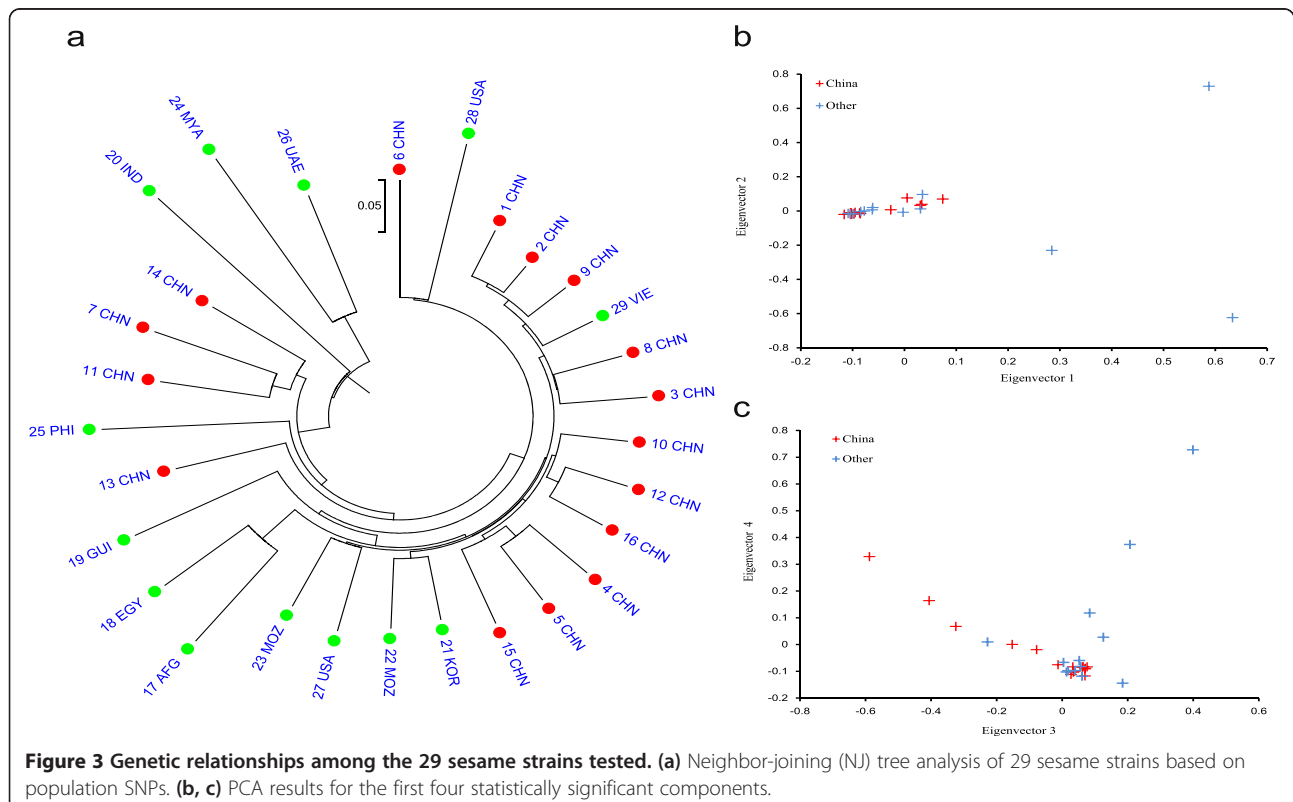 a
24 MYA
26 UAE
6 CHN
28 USA
20 IND
0.05
1 CHN
2 CHN
9 CHN
14 CHN
29 VIE
7 CHN
8 CHN
11 CHN
3 CHN
25 PHI
10 CHN
13 CHN
12 CHN
16 CHN
19 GUI
4 CHN
18 EGY
5 CHN
23 MOZ
15 CHN
17 AFG
27 USA
22 MOZ
21 KOR
b
0.8
0.6
0.4
0.2
0
-0.2
-0.4
-0.6
-0.8
China
Other
Eigenvector 2
-0.2 -0.1 0 0.1 0.2 0.3 0.4 0.5 0.6 0.7
Eigenvector 1
c
0.8
0.7
0.6
0.5
0.4
0.3
0.2
0.1
0
-0.1
-0.2
China
Other
Eigenvector 4
-0.8 -0.6 -0.4 -0.2 0 0.2 0.4 0.6
Eigenvector 3
Figure 3 Genetic relationships among the 29 sesame strains tested. (a) Neighbor-joining (NJ) tree analysis of 29 sesame strains based on
population SNPs. (b, c) PCA results for the first four statistically significant components.